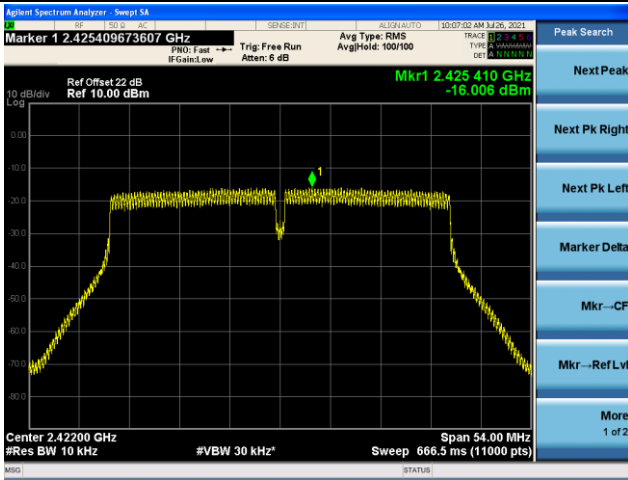 Agilent Spectrum Analyzer - Swept SA
RF 50 Ω AC SENSE:INT ALIGN AUTO 10:07:02 AM Jul 26, 2021
Marker 1 2.425409673607 GHz
PNO: Fast Trig: Free Run Avg Type: RMS TRACE 1 2 3 4 5 6
IFGain:Low Atten: 6 dB Avg|Hold: 100/100 TYPE A WWWWW
DET A N N N N N
Peak Search
Ref Offset 22 dB
10 dB/div Ref 10.00 dBm
Log
Mkr1 2.425 410 GHz
-16.006 dBm
1
0.00
-10.0
-20.0
-30.0
-40.0
-50.0
-60.0
-70.0
-80.0
Center 2.42200 GHz Span 54.00 MHz
#Res BW 10 kHz #VBW 30 kHz* Sweep 666.5 ms (11000 pts)
MSG STATUS
Next Peak
Next Pk Right
Next Pk Left
Marker Delta
Mkr→CF
Mkr→Ref Lvl
More
1 of 2